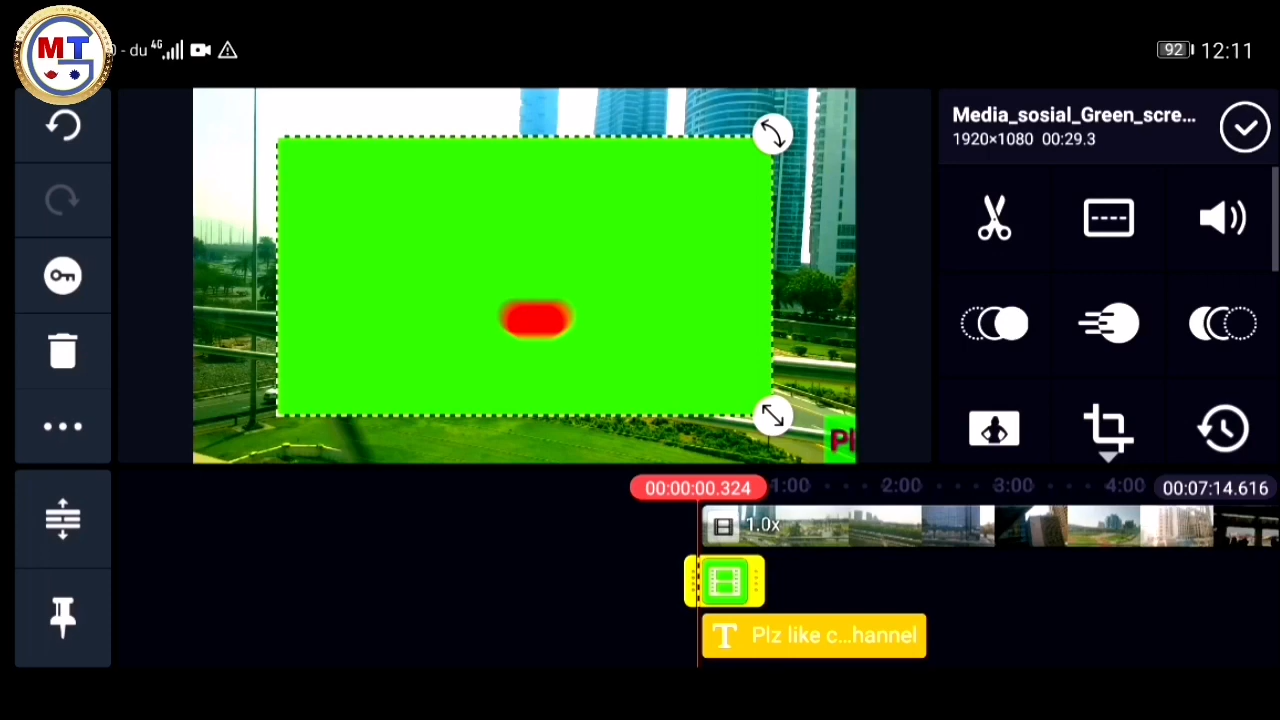 MT
- du 4G
92 12:11
Media_sosial_Green_scre...
1920×1080 00:29.3
Pl
00:00:00.324
1:00 2:00 3:00 4:00
00:07:14.616
1.0x
T Plz like c...hannel